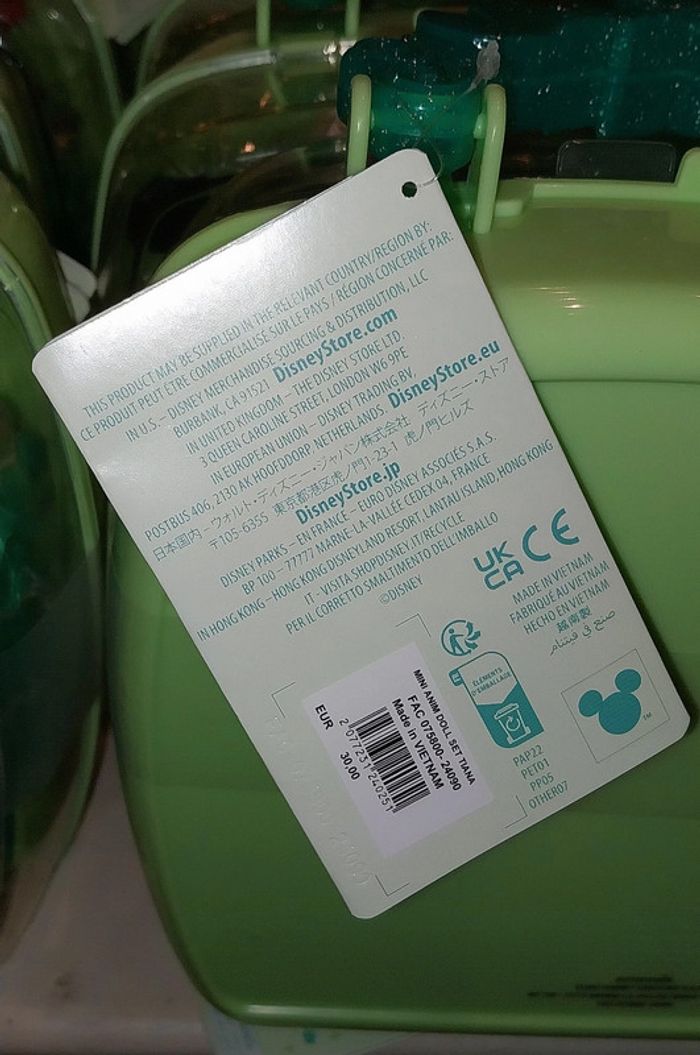 THIS PRODUCT MAY BE SUPPLIED IN THE RELEVANT COUNTRY/REGION BY:
CE PRODUIT PEUT ÊTRE COMMERCIALISÉ SUR LE PAYS / RÉGION CONCERNÉ PAR:
IN U.S. – DISNEY MERCHANDISE SOURCING & DISTRIBUTION, LLC
BURBANK, CA 91521 DisneyStore.com
IN UNITED KINGDOM – THE DISNEY STORE LTD.
3 QUEEN CAROLINE STREET, LONDON W6 9PE
IN EUROPEAN UNION – DISNEY TRADING BV,
POSTBUS 406, 2130 AK HOOFDDORP, NETHERLANDS. DisneyStore.eu
日本国内 – ウォルト・ディズニー・ジャパン株式会社 ディズニー・ストア
〒105-6355 東京都港区虎ノ門1-23-1 虎ノ門ヒルズ
DisneyStore.jp
DISNEY PARKS – EN FRANCE – EURO DISNEY ASSOCIÉS S.A.S.
BP 100 – 77777 MARNE-LA-VALLÉE CEDEX 04, FRANCE
IN HONG KONG – HONG KONG DISNEYLAND RESORT, LANTAU ISLAND, HONG KONG
IT - VISITA SHOPDISNEY IT/RECYCLE
PER IL CORRETTO SMALTIMENTO DELL'IMBALLO
©DISNEY
UK
CA CE
MADE IN VIETNAM
FABRIQUÉ AU VIETNAM
HECHO EN VIETNAM
越南製
صنع في فيتنام
FR
ÉLÉMENTS
D'EMBALLAGE
PAP22
PET01
PP05
OTHER07
TM
MINI ANIM DOLL SET TIANA
FAC 075800-24090
Made in VIETNAM
2 077231 240251
EUR 30,00